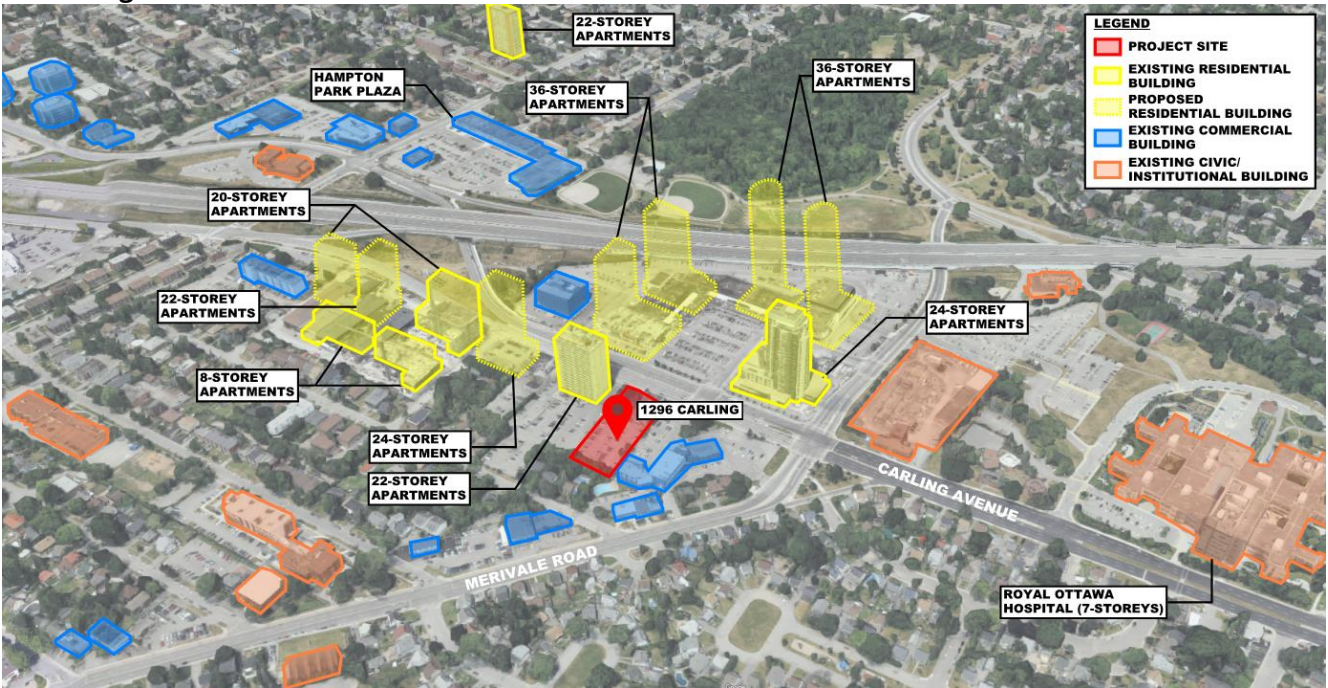 22-STOREY
APARTMENTS
LEGEND
PROJECT SITE
EXISTING RESIDENTIAL
BUILDING
PROPOSED
RESIDENTIAL BUILDING
EXISTING COMMERCIAL
BUILDING
EXISTING CIVIC/
INSTITUTIONAL BUILDING
HAMPTON
PARK PLAZA
36-STOREY
APARTMENTS
36-STOREY
APARTMENTS
20-STOREY
APARTMENTS
22-STOREY
APARTMENTS
24-STOREY
APARTMENTS
8-STOREY
APARTMENTS
1296 CARLING
24-STOREY
APARTMENTS
22-STOREY
APARTMENTS
CARLING AVENUE
MERIVALE ROAD
ROYAL OTTAWA
HOSPITAL (7-STOREYS)